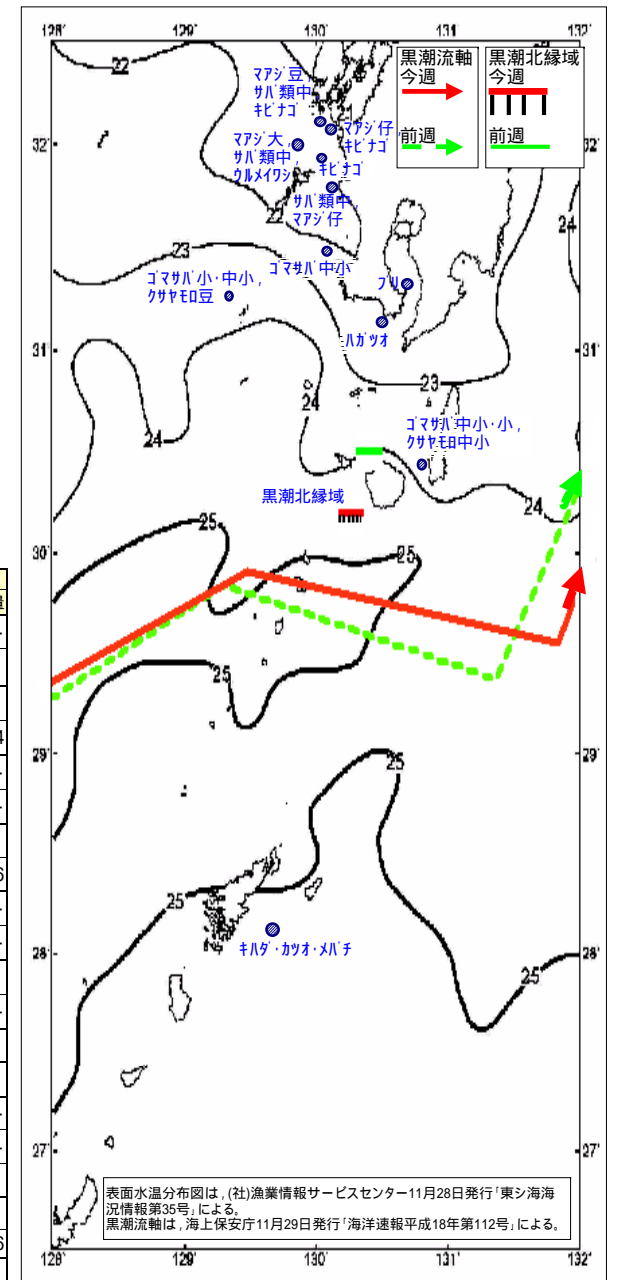 128° 129° 130° 131° 132°
黒潮流軸
今週
前週
黒潮北縁域
今週
前週
22
25
マアジ豆,
サバ類中,
キビナゴ
マアジ仔,
キビナゴ
32°
マアジ大,
サバ類中,
ウルメイワシ
キビナゴ
サバ類中,
マアジ仔
22
24
23
ゴマサバ中小
ゴマサバ小・中小,
クサヤモロ豆
ブリ
ハガツオ
31°
31°
23
24
24
ゴマサバ中小・小,
クサヤモロ中小
黒潮北縁域
24
25
30°
25
30°
25
29°
29°
25
25
28°
キハダ・カツオ・メバチ
28°
25
27°
27°
表面水温分布図は,(社)漁業情報サービスセンター11月28日発行「東シ海海
況情報第35号」による。
黒潮流軸は,海上保安庁11月29日発行「海洋速報平成18年第112号」による。
128° 129° 130° 131° 132°